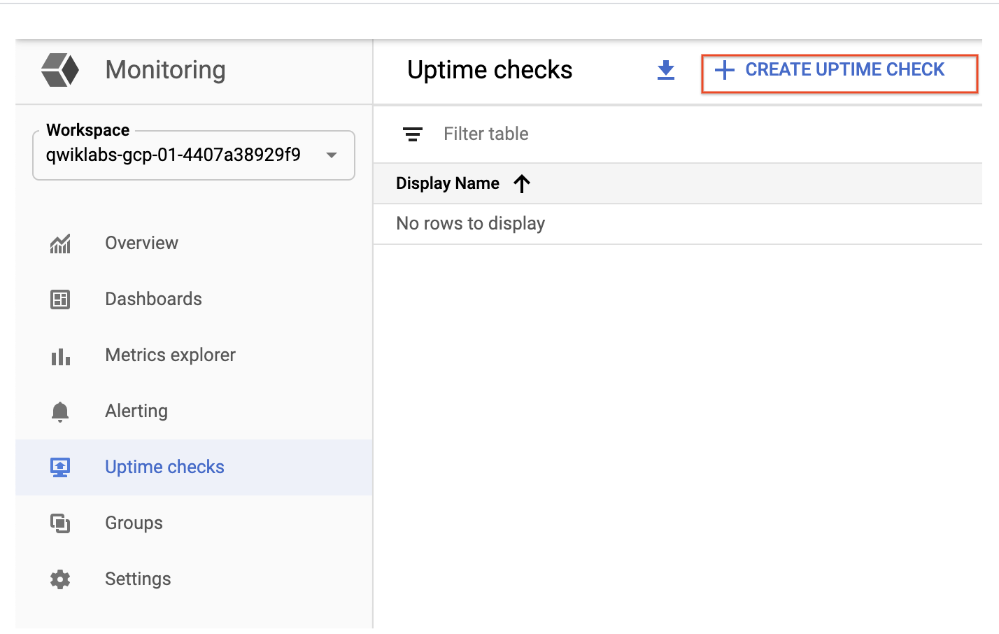 Monitoring
Workspace
qwiklabs-gcp-01-4407a38929f9
Overview
Dashboards
Metrics explorer
Alerting
Uptime checks
Groups
Settings
Uptime checks
CREATE UPTIME CHECK
Filter table
Display Name
No rows to display